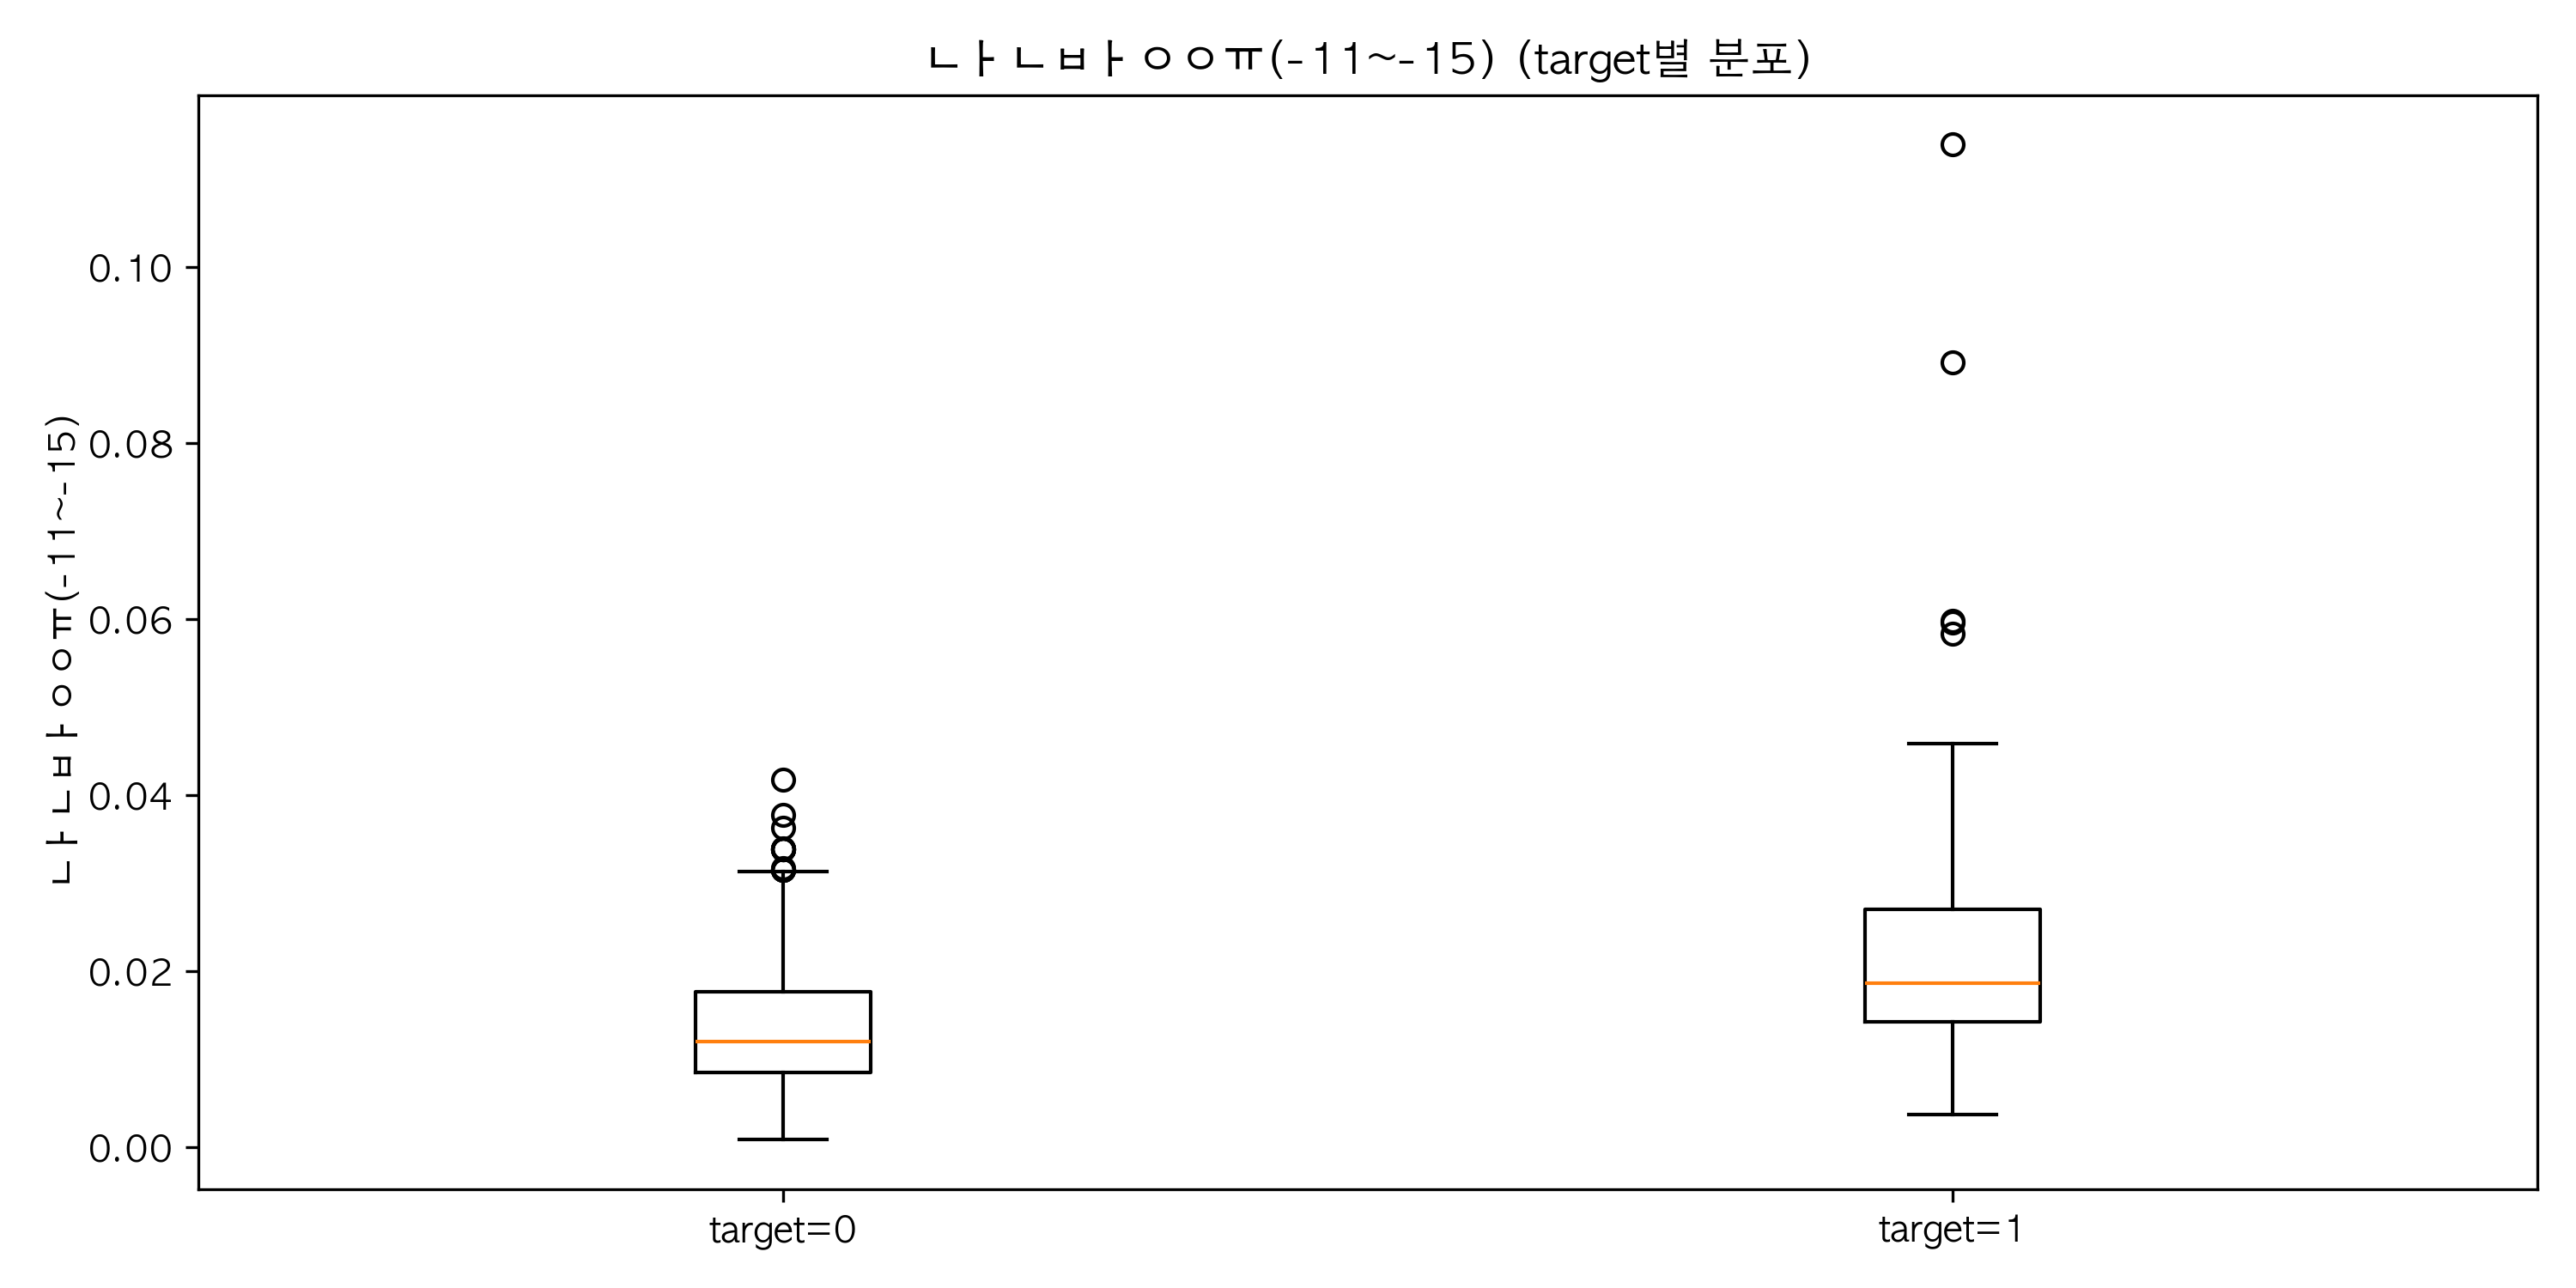 ㄴㅏㄴㅂㅏㅇㅇㅠ(-11~-15) (target별 분포)
ㄴㅏㄴㅂㅏㅇㅇㅠ(-11~-15)
0.10
0.08
0.06
0.04
0.02
0.00
target=0
target=1